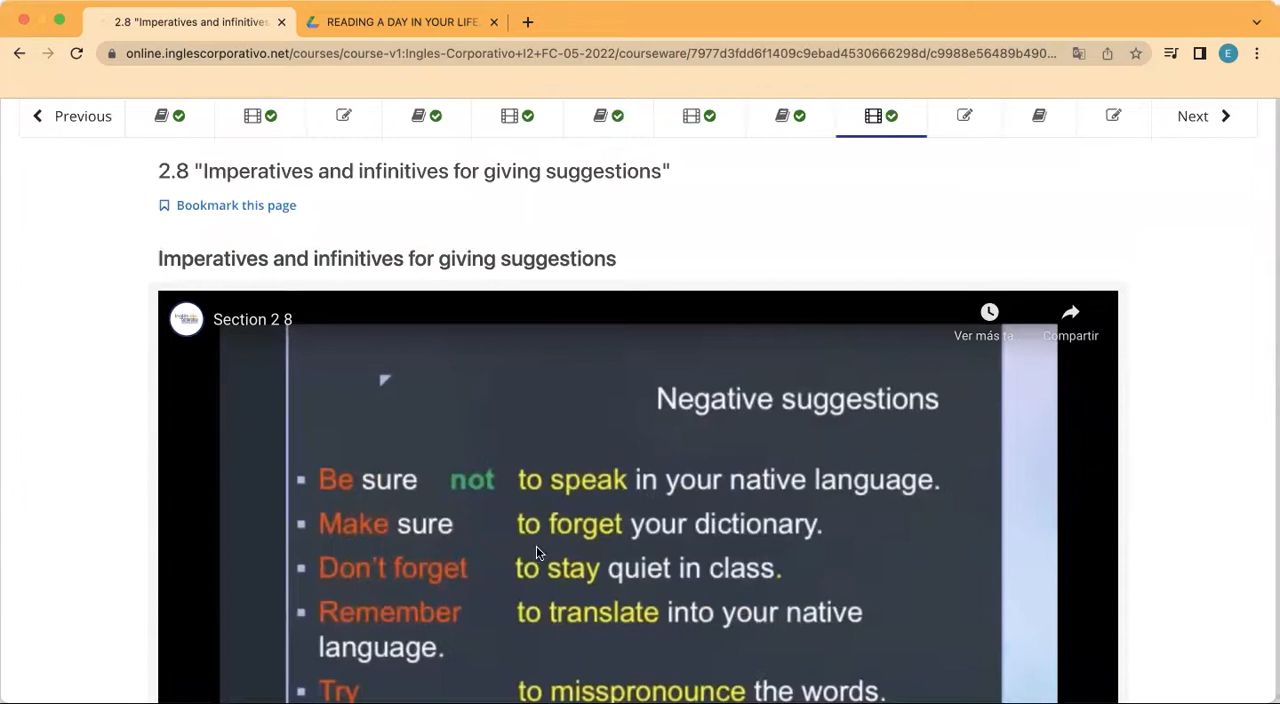 2.8 "Imperatives and infinitives
READING A DAY IN YOUR LIFE.
online.inglescorporativo.net/courses/course-v1:Ingles-Corporativo+I2+FC-05-2022/courseware/7977d3fdd6f1409c9ebad4530666298d/c9988e56489b490...
E
Previous
Next
2.8 "Imperatives and infinitives for giving suggestions"
Bookmark this page
Imperatives and infinitives for giving suggestions
Section 2 8
Ver más ta
Compartir
Negative suggestions
Be sure not to speak in your native language.
Make sure to forget your dictionary.
Don't forget to stay quiet in class.
Remember to translate into your native
language.
Try to misspronounce the words.